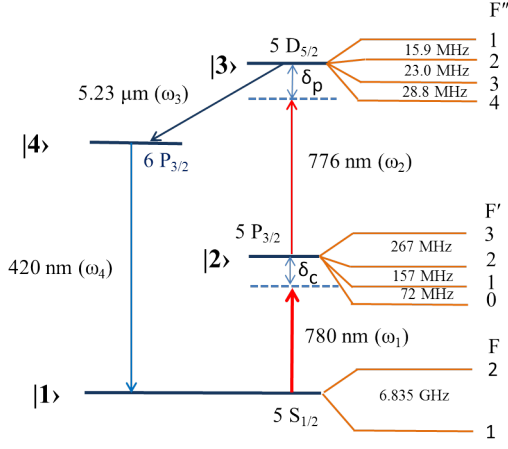 F″
5 D5/2
1
|3⟩
15.9 MHz
2
δp
23.0 MHz
3
28.8 MHz
4
5.23 μm (ω3)
|4⟩
6 P3/2
776 nm (ω2)
F′
5 P3/2
3
267 MHz
|2⟩
2
δc
157 MHz
1
72 MHz
0
420 nm (ω4)
780 nm (ω1)
F
2
|1⟩
6.835 GHz
5 S1/2
1